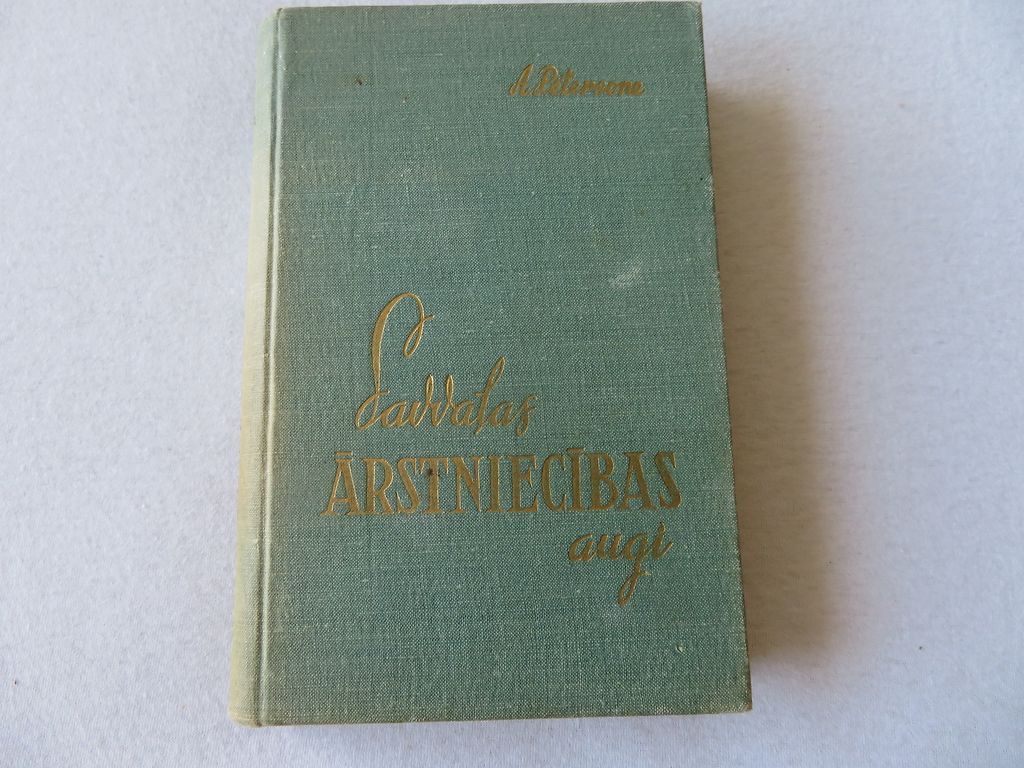 A. Pētersone
Savvaļas
ĀRSTNIECĪBAS
augi